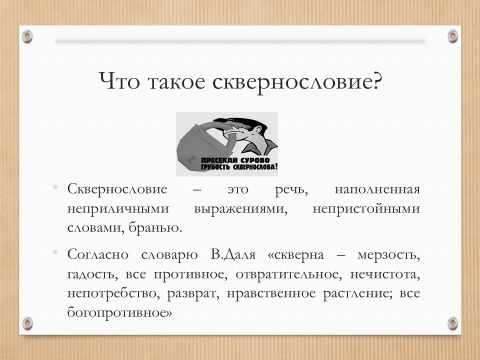 Что такое сквернословие?
ПРЕСЕКАЙ СУРОВО
ГРУБОСТЬ СКВЕРНОСЛОВА!
Сквернословие – это речь, наполненная
неприличными выражениями, непристойными
словами, бранью.
Согласно словарю В.Даля «скверна – мерзость,
гадость, все противное, отвратительное, нечистота,
непотребство, разврат, нравственное растление; все
богопротивное»